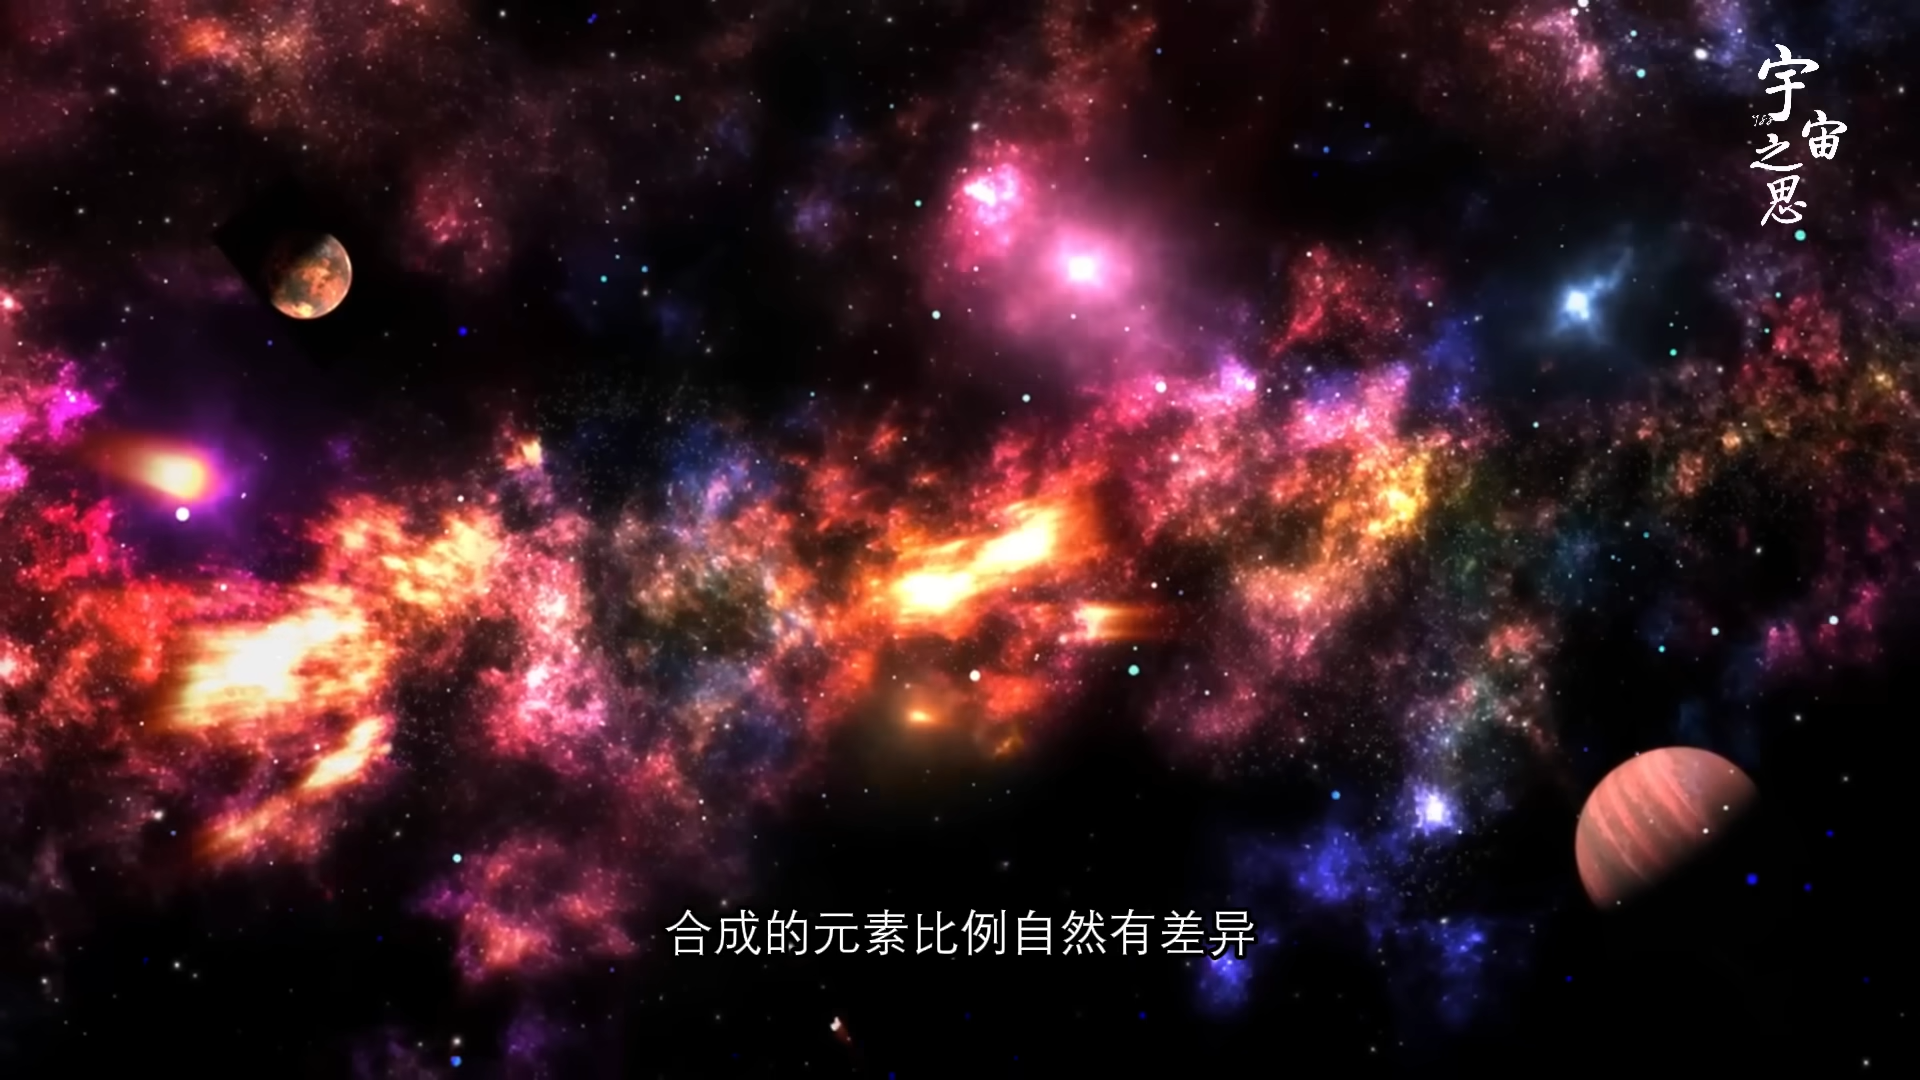 宇宙之思
合成的元素比例自然有差异